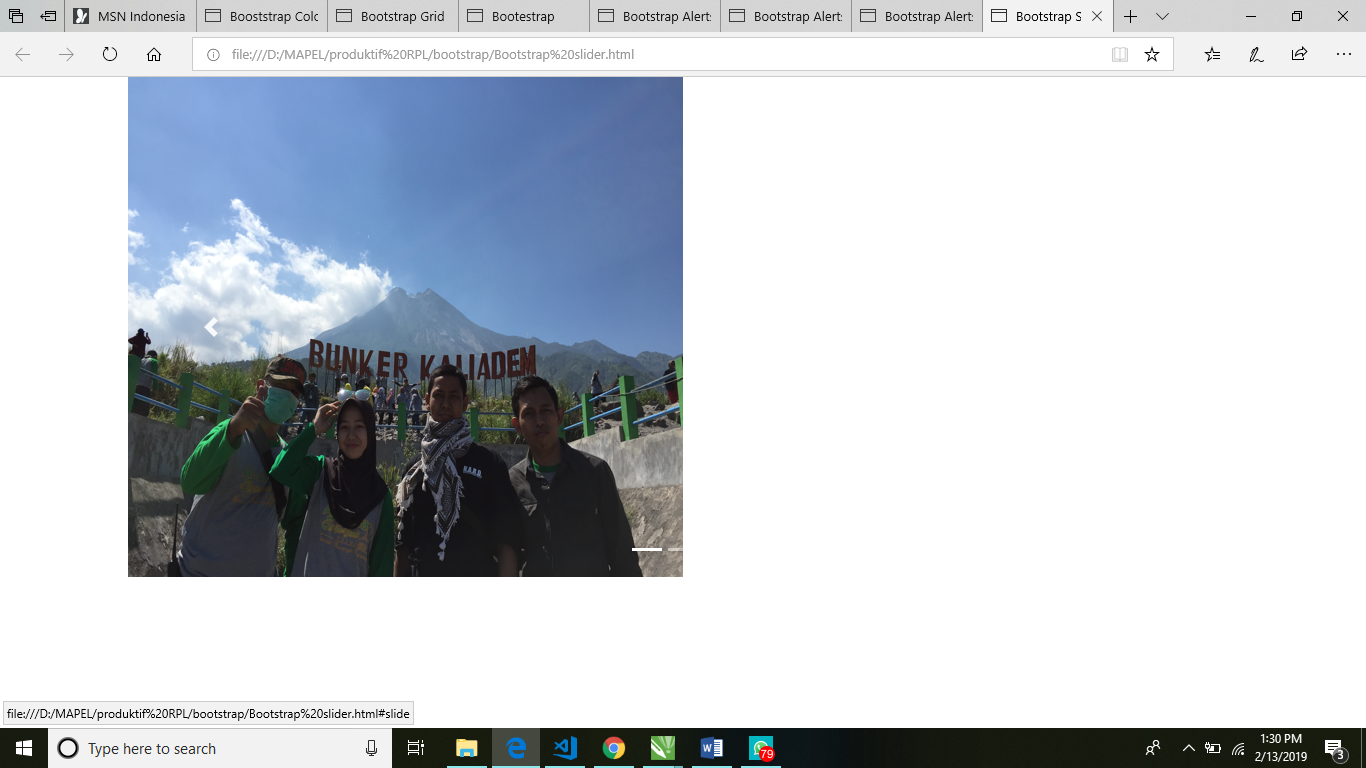 MSN Indonesia
Booststrap Colo
Bootstrap Grid
Bootestrap
Bootstrap Alert:
Bootstrap Alert:
Bootstrap Alert:
Bootstrap S
file:///D:/MAPEL/produktif%20RPL/bootstrap/Bootstrap%20slider.html
BUNKER KALIADEM
file:///D:/MAPEL/produktif%20RPL/bootstrap/Bootstrap%20slider.html#slide
Type here to search
79
1:30 PM
2/13/2019
3